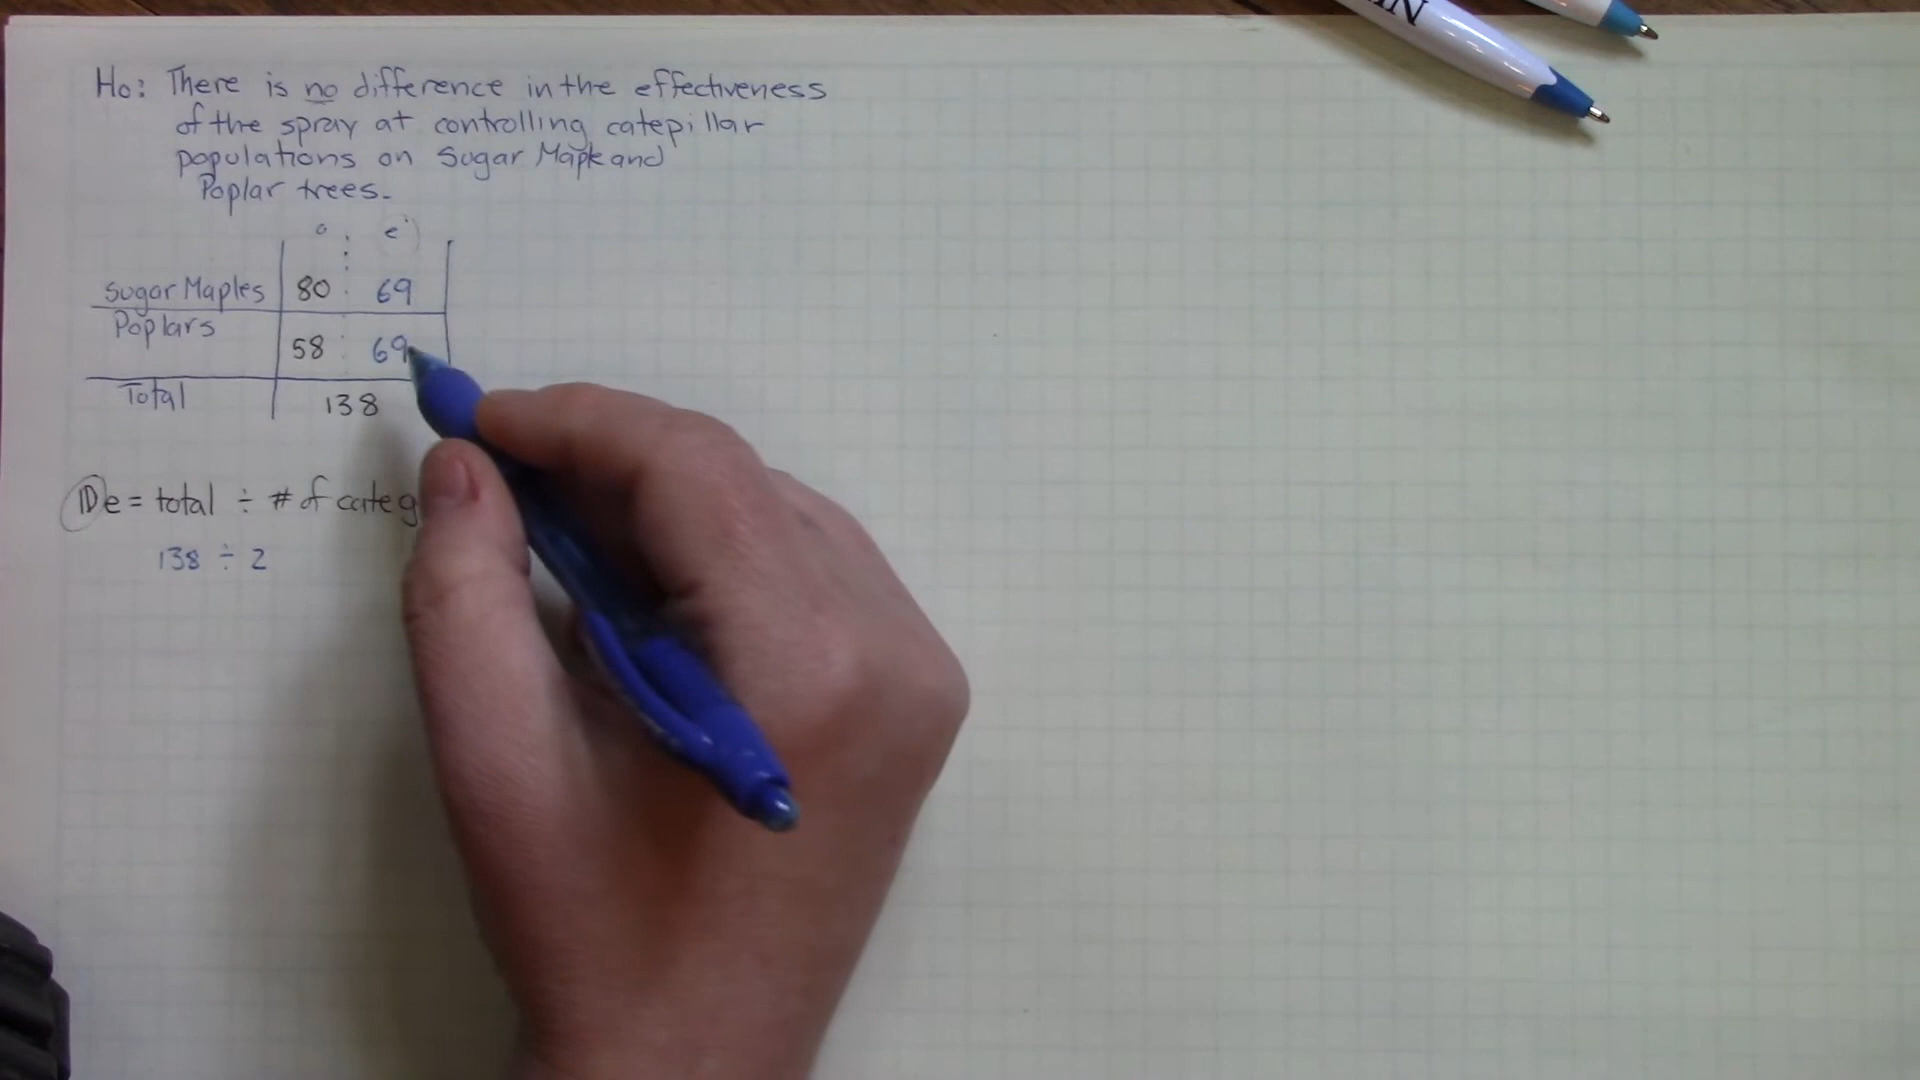 Ho: There is no difference in the effectiveness
of the spray at controlling catepillar
populations on Sugar Maple and
Poplar trees.
o e
Sugar Maples 80 69
Poplars
58 69
Total 138
1) e = total ÷ # of categ
138 ÷ 2